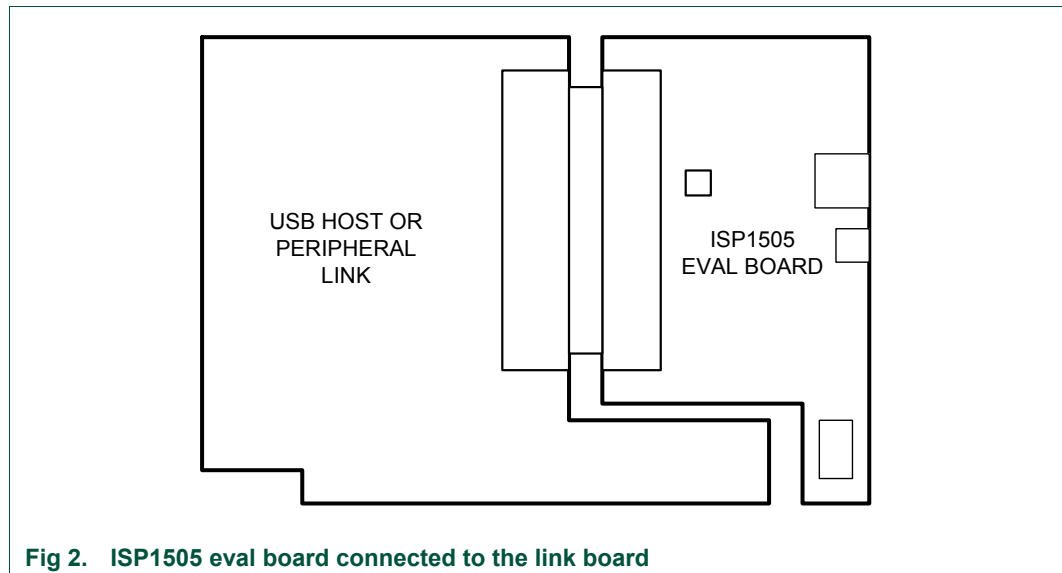 USB HOST OR
PERIPHERAL
LINK
ISP1505
EVAL BOARD
Fig 2. ISP1505 eval board connected to the link board